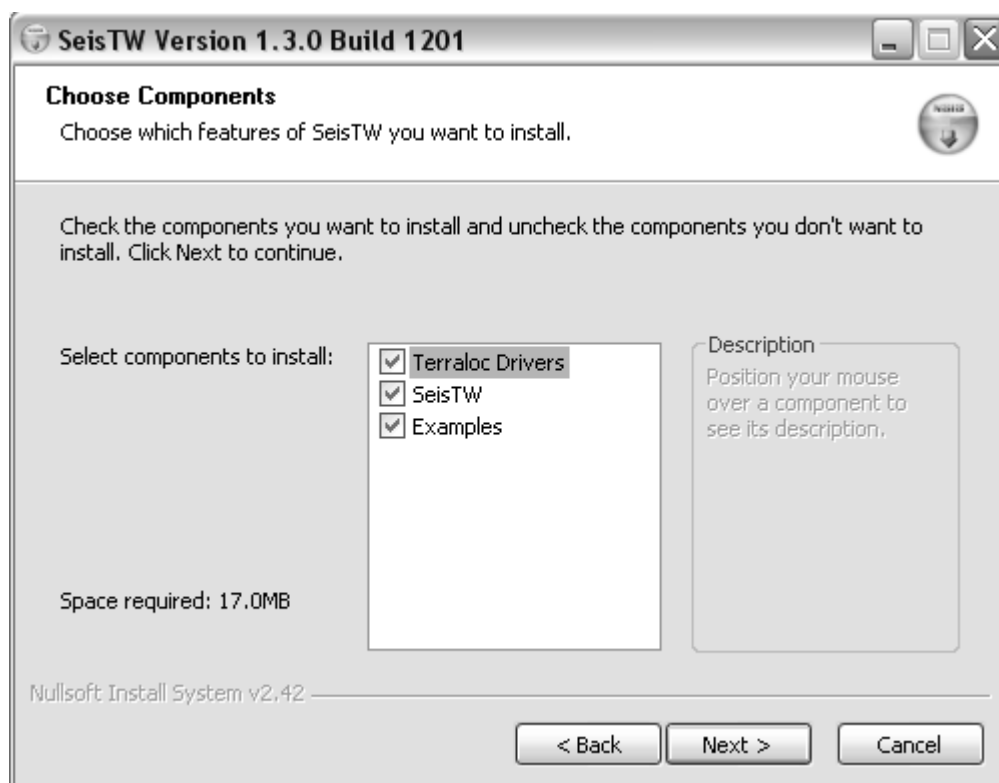 SeisTW Version 1.3.0 Build 1201
Choose Components
Choose which features of SeisTW you want to install.
Check the components you want to install and uncheck the components you don't want to
install. Click Next to continue.
Select components to install:
Terraloc Drivers
SeisTW
Examples
Description
Position your mouse
over a component to
see its description.
Space required: 17.0MB
Nullsoft Install System v2.42
< Back
Next >
Cancel